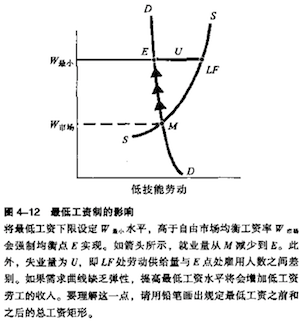 D
S
E
U
W最小
LF
W市场
M
S
D
低技能劳动
图 4-12 最低工资制的影响
将最低工资下限设定 W最小水平，高于自由市场均衡工资率 W市场
会强制均衡点 E 实现。如箭头所示，就业量从 M 减少到 E。此
外，失业量为 U，即 LF 处劳动供给量与 E 点处雇用人数之间差
别。如果需求曲线缺乏弹性，提高最低工资水平将会增加低工资
劳工的收入。要理解这一点，请用铅笔画出规定最低工资之前和
之后的总工资矩形。